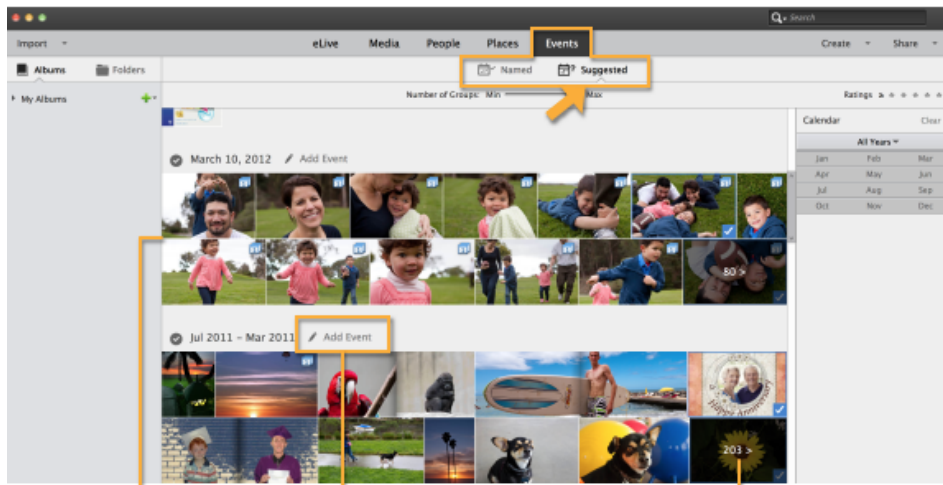 Search
Import eLive Media People Places Events Create Share
Albums Folders Named Suggested
My Albums Number of Groups: Min Max Ratings ≥
Calendar Clear
All Years
March 10, 2012 Add Event
Jan Feb Mar
Apr May Jun
Jul Aug Sep
Oct Nov Dec
80 >
Jul 2011 - Mar 2011 Add Event
Happy Anniversary
203 >